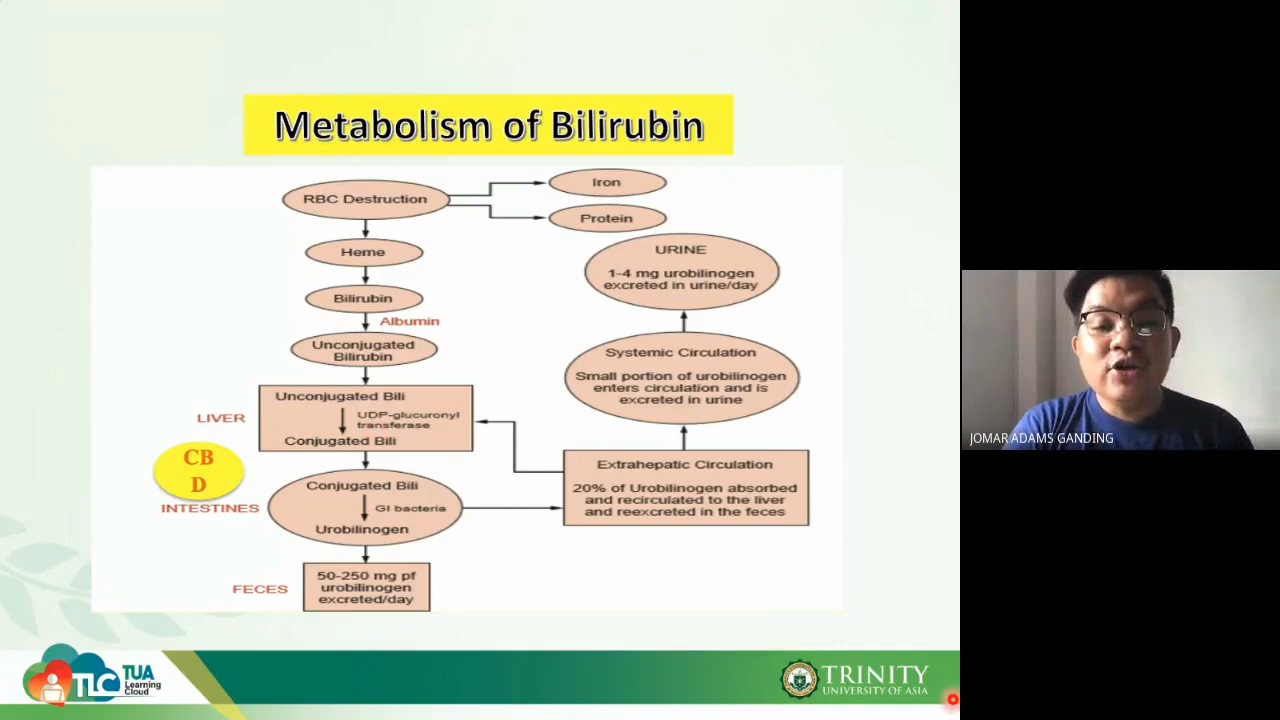 Metabolism of Bilirubin
RBC Destruction
Iron
Protein
Heme
Bilirubin
Albumin
Unconjugated
Bilirubin
LIVER
Unconjugated Bili
UDP-glucuronyl
transferase
Conjugated Bili
CB
D
INTESTINES
Conjugated Bili
GI bacteria
Urobilinogen
FECES
50-250 mg pf
urobilinogen
excreted/day
URINE
1-4 mg urobilinogen
excreted in urine/day
Systemic Circulation
Small portion of urobilinogen
enters circulation and is
excreted in urine
Extrahepatic Circulation
20% of Urobilinogen absorbed
and recirculated to the liver
and reexcreted in the feces
JOMAR ADAMS GANDING
TLC
TUA
Learning
Cloud
TRINITY
UNIVERSITY OF ASIA